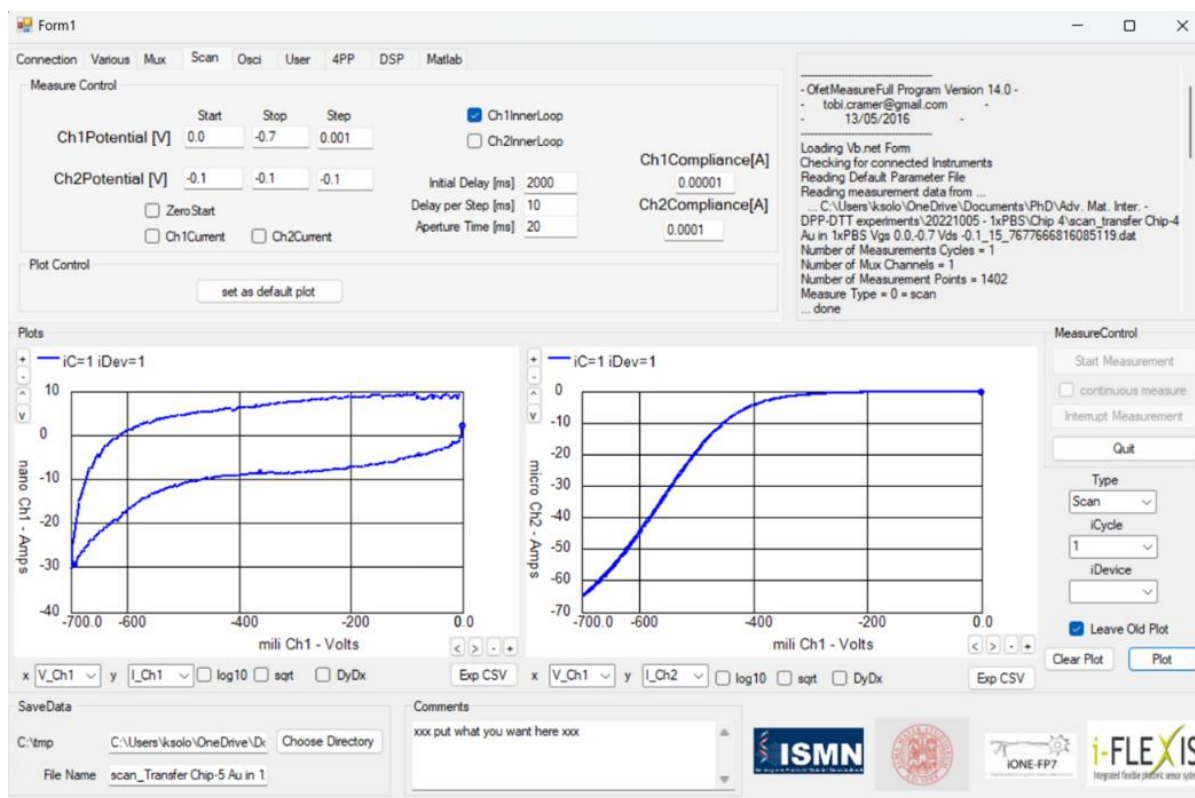 Form1
Connection Various Mux Scan Osci User 4PP DSP Matlab
Measure Control
Start Stop Step
Ch1Potential [V] 0.0 -0.7 0.001
Ch2Potential [V] -0.1 -0.1 -0.1
ZeroStart
Ch1Current Ch2Current
Ch1InnerLoop
Ch2InnerLoop
Initial Delay [ms] 2000
Delay per Step [ms] 10
Aperture Time [ms] 20
Ch1Compliance[A]
0.00001
Ch2Compliance[A]
0.0001
Plot Control
set as default plot
- OfetMeasureFull Program Version 14.0 -
- tobi.cramer@gmail.com -
- 13/05/2016 -
Loading Vb.net Form
Checking for connected Instruments
Reading Default Parameter File
Reading measurement data from ...
... C:\Users\ksolo\OneDrive\Documents\PhD\Adv. Mat. Inter. -
DPP-DTT experiments\20221005 - 1xPBS\Chip 4\scan_transfer Chip-4
Au in 1xPBS Vgs 0.0,-0.7 Vds -0.1_15_7677666816085119.dat
Number of Measurements Cycles = 1
Number of Mux Channels = 1
Number of Measurement Points = 1402
Measure Type = 0 = scan
... done
Plots
+
-
^
v
iC=1 iDev=1
10
0
-10
-20
-30
-40
nano Ch1 - Amps
-700.0 -600 -400 -200 0.0
mili Ch1 - Volts
< > - +
x V_Ch1 y I_Ch1 log10 sqrt DyDx Exp CSV
+
-
^
v
iC=1 iDev=1
0
-10
-20
-30
-40
-50
-60
-70
micro Ch2 - Amps
-700.0 -600 -400 -200 0.0
mili Ch1 - Volts
< > - +
x V_Ch1 y I_Ch2 log10 sqrt DyDx Exp CSV
MeasureControl
Start Measurement
continuous measure
Interrupt Measurement
Quit
Type
Scan
iCycle
1
iDevice
Leave Old Plot
Clear Plot Plot
SaveData
C:\tmp C:\Users\ksolo\OneDrive\Dc Choose Directory
File Name scan_Transfer Chip-5 Au in 1
Comments
xxx put what you want here xxx
ISMN
iONE-FP7
i-FLEXIS
Integrated flexible photonic sensor syste